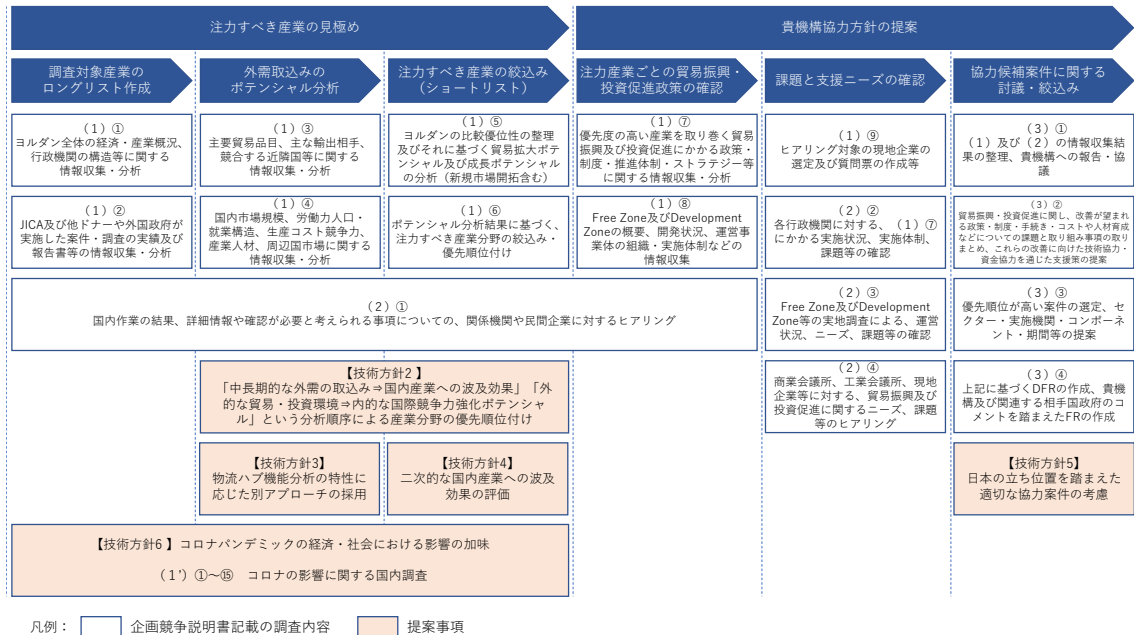 注力すべき産業の見極め
貴機構協力方針の提案
調査対象産業の
ロングリスト作成
外需取込みの
ポテンシャル分析
注力すべき産業の絞込み
(ショートリスト)
注力産業ごとの貿易振興・
投資促進政策の確認
課題と支援ニーズの確認
協力候補案件に関する
討議・絞込み
(1)①
ヨルダン全体の経済・産業概況、
行政機関の構造等に関する
情報収集・分析
(1)③
主要貿易品目、主な輸出相手、
競合する近隣国等に関する
情報収集・分析
(1)⑤
ヨルダンの比較優位性の整理
及びそれに基づく貿易拡大ポテ
ンシャル及び成長ポテンシャル
の分析(新規市場開拓含む)
(1)⑦
優先度の高い産業を取り巻く貿易
振興及び投資促進にかかる政策・
制度・推進体制・ストラテジー等
に関する情報収集・分析
(1)⑨
ヒアリング対象の現地企業の
選定及び質問票の作成等
(3)①
(1)及び(2)の情報収集結
果の整理、貴機構への報告・協
議
(1)②
JICA及び他ドナーや外国政府が
実施した案件・調査の実績及び
報告書等の情報収集・分析
(1)④
国内市場規模、労働力人口・
就業構造、生産コスト競争力、
産業人材、周辺国市場に関する
情報収集・分析
(1)⑥
ポテンシャル分析結果に基づく、
注力すべき産業分野の絞込み・
優先順位付け
(1)⑧
Free Zone及びDevelopment
Zoneの概要、開発状況、運営事
業体の組織・実施体制などの
情報収集
(2)②
各行政機関に対する、(1)⑦
にかかる実施状況、実施体制、
課題等の確認
(3)②
貿易振興・投資促進に関し、改善が望まれ
る政策・制度・手続き・コストや人材育成
などについての課題と取り組み事項の取り
まとめ、これらの改善に向けた技術協力・
資金協力を通じた支援策の提案
(2)①
国内作業の結果、詳細情報や確認が必要と考えられる事項についての、関係機関や民間企業に対するヒアリング
(2)③
Free Zone及びDevelopment
Zone等の実地調査による、運営
状況、ニーズ、課題等の確認
(3)③
優先順位が高い案件の選定、セ
クター・実施機関・コンポーネ
ント・期間等の提案
【技術方針2 】
「中長期的な外需の取込み⇒国内産業への波及効果」「外
的な貿易・投資環境⇒内的な国際競争力強化ポテンシャ
ル」という分析順序による産業分野の優先順位付け
(2)④
商業会議所、工業会議所、現地
企業等に対する、貿易振興及び
投資促進に関するニーズ、課題
等のヒアリング
(3)④
上記に基づくDFRの作成、貴機
構及び関連する相手国政府のコ
メントを踏まえたFRの作成
【技術方針3】
物流ハブ機能分析の特性に
応じた別アプローチの採用
【技術方針4】
二次的な国内産業への波及
効果の評価
【技術方針5】
日本の立ち位置を踏まえた
適切な協力案件の考慮
【技術方針6 】コロナパンデミックの経済・社会における影響の加味
(1')①~⑮ コロナの影響に関する国内調査
凡例: 企画競争説明書記載の調査内容 提案事項